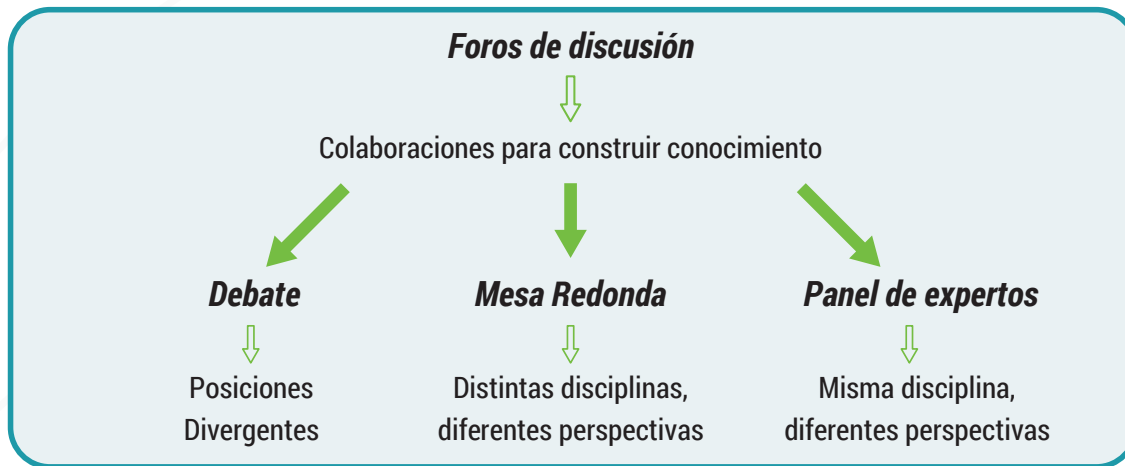 Foros de discusión
Colaboraciones para construir conocimiento
Debate
Mesa Redonda
Panel de expertos
Posiciones
Divergentes
Distintas disciplinas,
diferentes perspectivas
Misma disciplina,
diferentes perspectivas